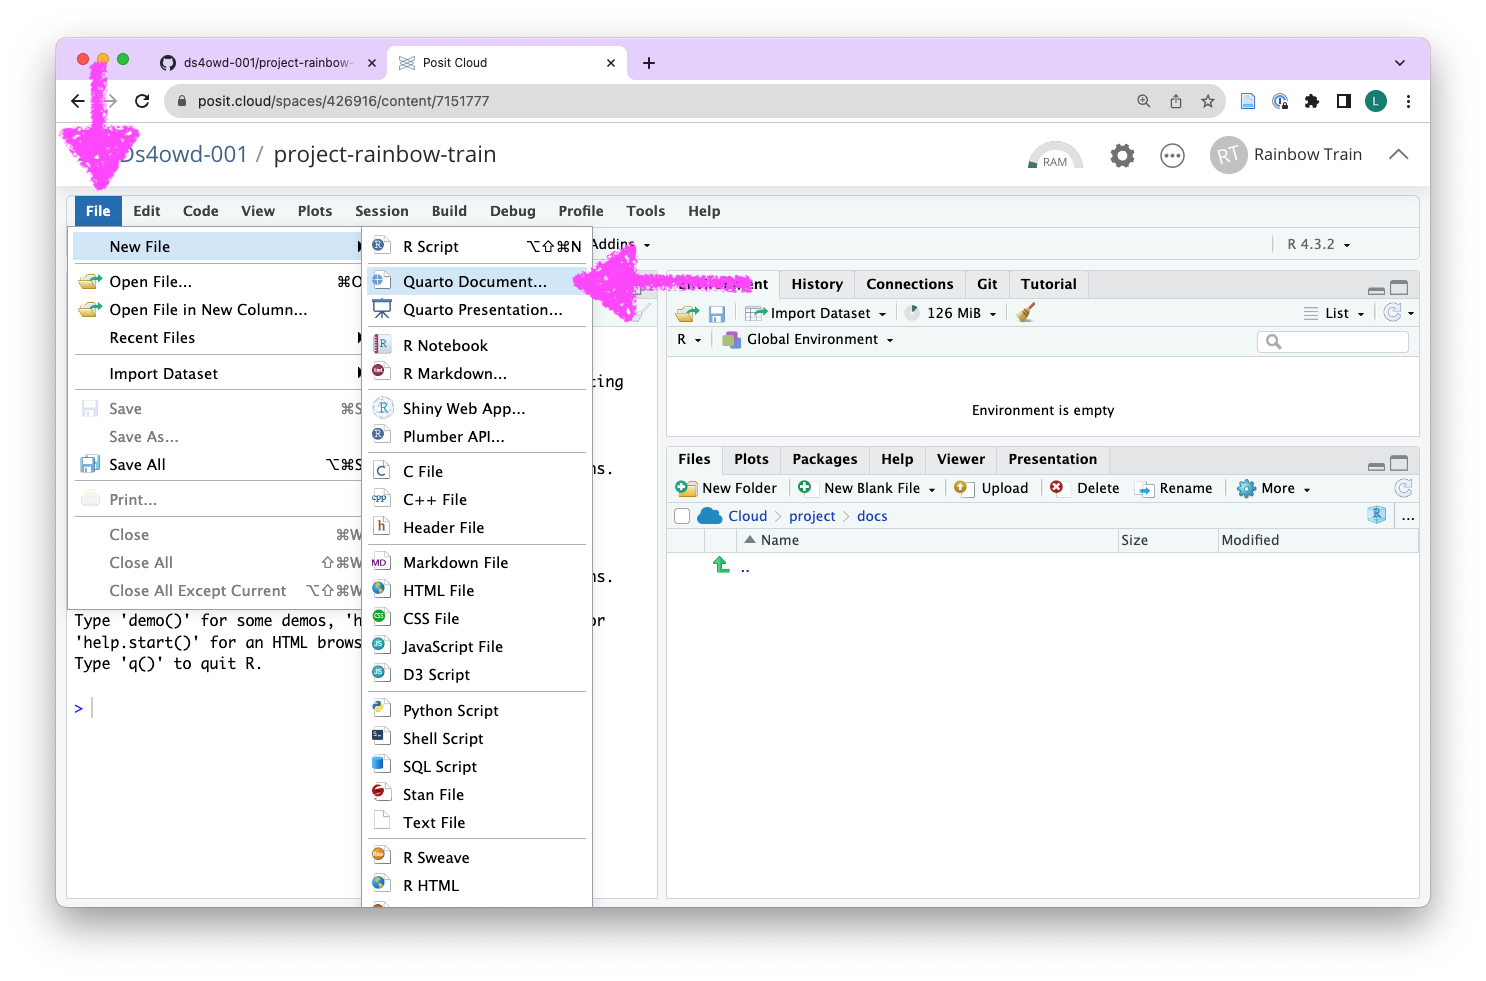 ds4owd-001/project-rainbow-
Posit Cloud
posit.cloud/spaces/426916/content/7151777
L
Ds4owd-001 / project-rainbow-train
RAM
RT Rainbow Train
File Edit Code View Plots Session Build Debug Profile Tools Help
Addins
R 4.3.2
New File
Open File... ⌘O
Open File in New Column...
Recent Files
Import Dataset
Save ⌘S
Save As...
Save All ⌥⌘S
Print...
Close ⌘W
Close All ⇧⌘W
Close All Except Current ⌥⇧⌘W
R Script ⌥⇧⌘N
Quarto Document...
Quarto Presentation...
R Notebook
R Markdown...
Shiny Web App...
Plumber API...
C File
C++ File
Header File
Markdown File
HTML File
CSS File
JavaScript File
D3 Script
Python Script
Shell Script
SQL Script
Stan File
Text File
R Sweave
R HTML
Type 'demo()' for some demos, 'h
or
'help.start()' for an HTML brows
Type 'q()' to quit R.
>
History Connections Git Tutorial
Import Dataset 126 MiB List
R Global Environment
Environment is empty
Files Plots Packages Help Viewer Presentation
New Folder New Blank File Upload Delete Rename More
Cloud project docs ...
Name Size Modified
..